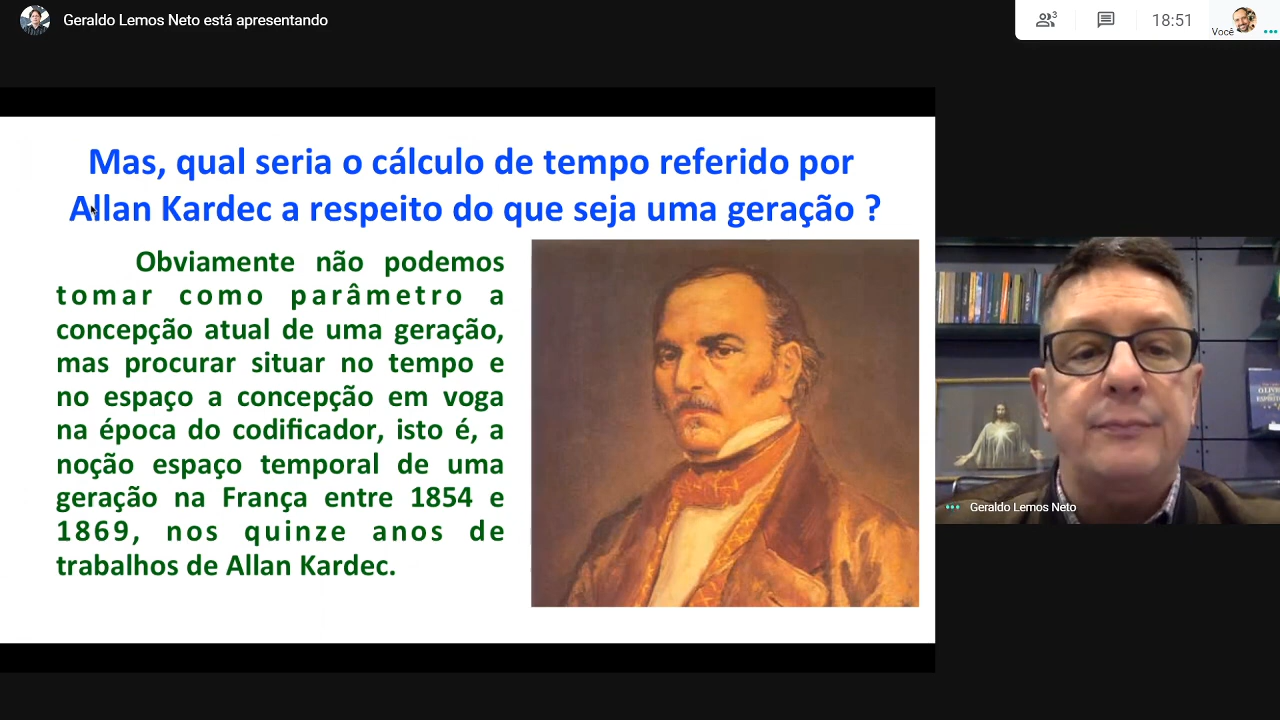 Geraldo Lemos Neto está apresentando
3
18:51
Você
Mas, qual seria o cálculo de tempo referido por
Allan Kardec a respeito do que seja uma geração ?
Obviamente não podemos
tomar como parâmetro a
concepção atual de uma geração,
mas procurar situar no tempo e
no espaço a concepção em voga
na época do codificador, isto é, a
noção espaço temporal de uma
geração na França entre 1854 e
1869, nos quinze anos de
trabalhos de Allan Kardec.
Geraldo Lemos Neto